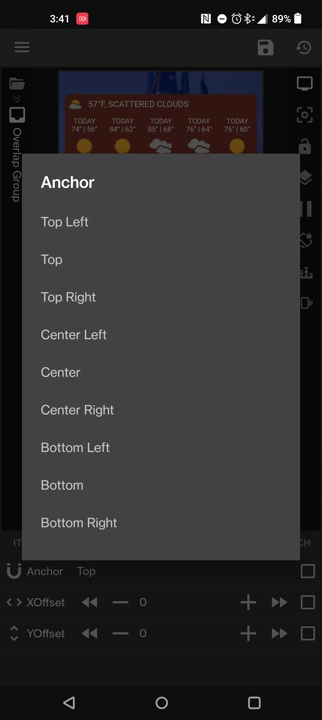 3:41
89%
57°F, SCATTERED CLOUDS
TODAY TODAY TODAY TODAY TODAY
74°|56° 84°|62° 85°|68° 76°|64° 76°|60°
Overlap Group
Anchor
Top Left
Top
Top Right
Center Left
Center
Center Right
Bottom Left
Bottom
Bottom Right
IT
CH
Anchor Top
XOffset 0
YOffset 0